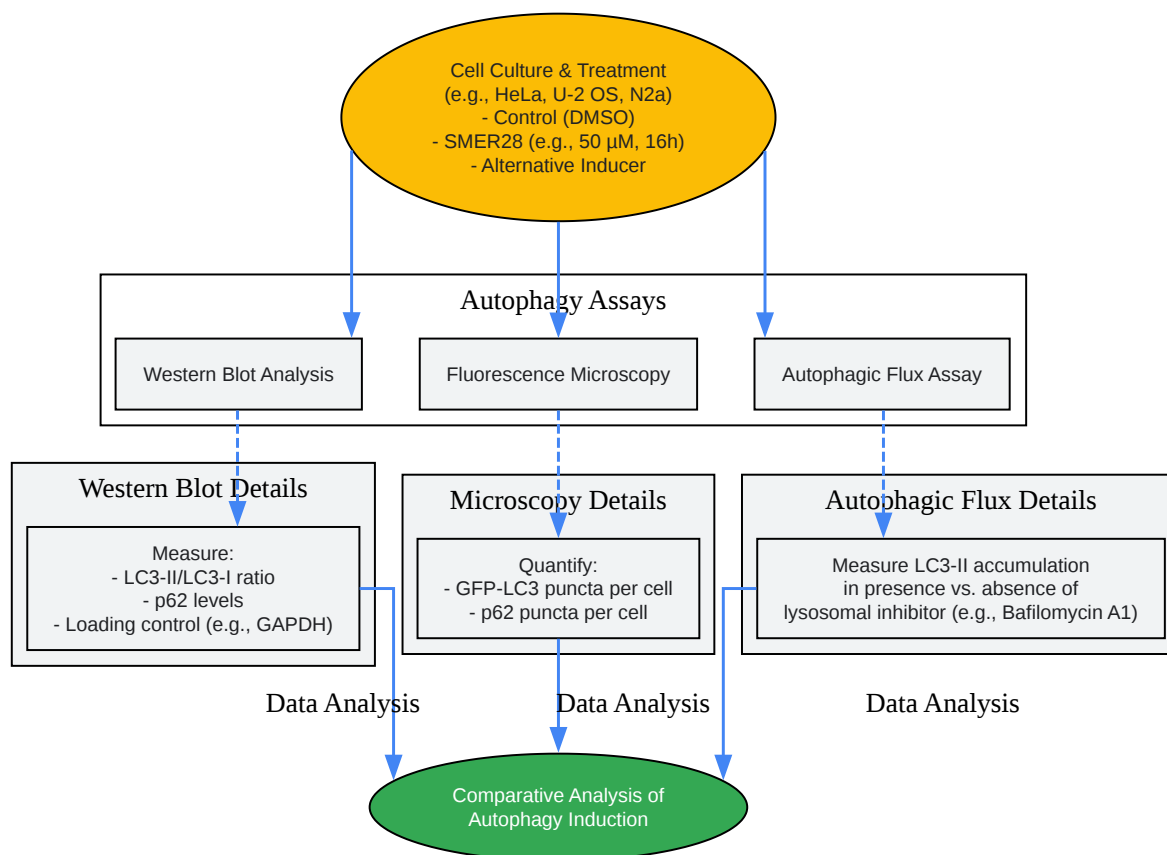 Cell Culture & Treatment
(e.g., HeLa, U-2 OS, N2a)
- Control (DMSO)
- SMER28 (e.g., 50 µM, 16h)
- Alternative Inducer
Autophagy Assays
Western Blot Analysis
Fluorescence Microscopy
Autophagic Flux Assay
Western Blot Details
Measure:
- LC3-II/LC3-I ratio
- p62 levels
- Loading control (e.g., GAPDH)
Microscopy Details
Quantify:
- GFP-LC3 puncta per cell
- p62 puncta per cell
Autophagic Flux Details
Measure LC3-II accumulation
in presence vs. absence of
lysosomal inhibitor (e.g., Bafilomycin A1)
Data Analysis
Data Analysis
Data Analysis
Comparative Analysis of
Autophagy Induction